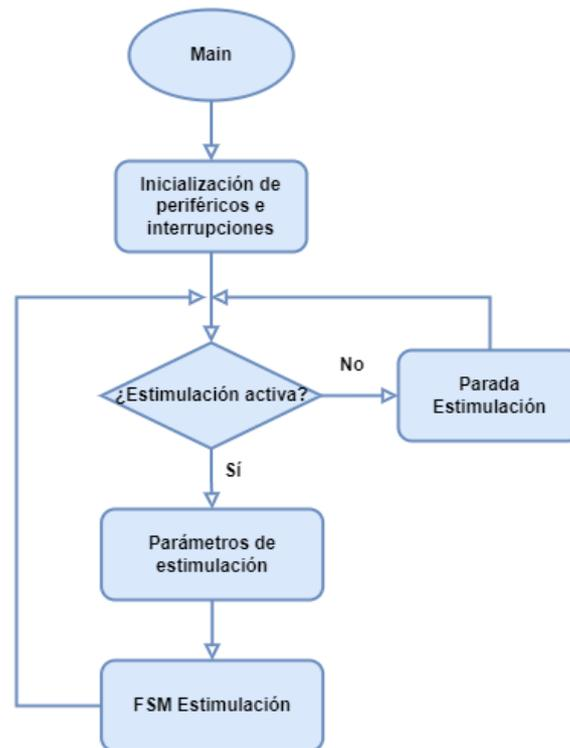 Main
Inicialización de
periféricos e
interrupciones
¿Estimulación activa?
No
Parada
Estimulación
Sí
Parámetros de
estimulación
FSM Estimulación